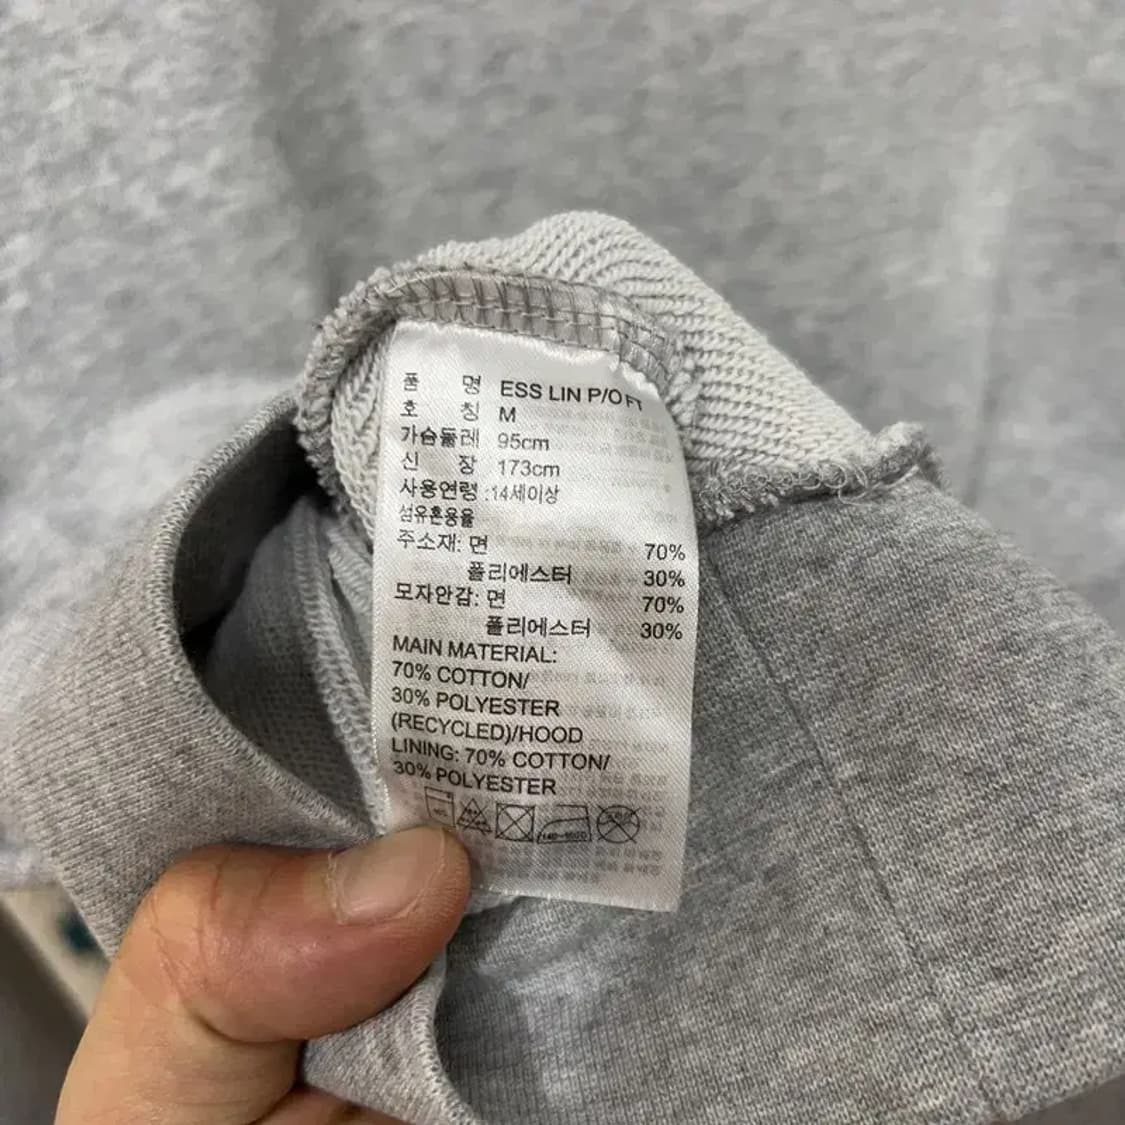 품 명 ESS LIN P/O FT
호 칭 M
가슴둘레 95cm
신 장 173cm
사용연령 :14세이상
섬유혼용율
주소재: 면 70%
폴리에스터 30%
모자안감: 면 70%
폴리에스터 30%
MAIN MATERIAL:
70% COTTON/
30% POLYESTER
(RECYCLED)/HOOD
LINING: 70% COTTON/
30% POLYESTER